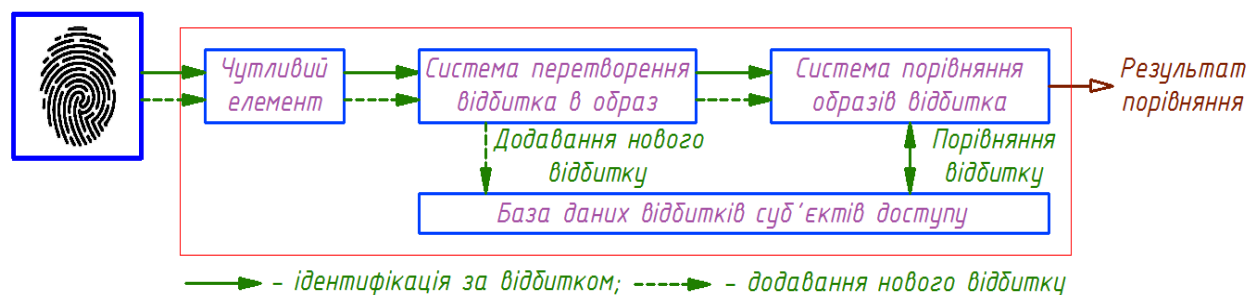 Чутливий
елемент
Система перетворення
відбитка в образ
Система порівняно
образів відбитка
Результат
порівняння
Додавання нового
відбитку
Порівняння
відбитку
База даних відбитків суб'єктів доступу
- ідентифікація за відбитком; - додавання нового відбитку